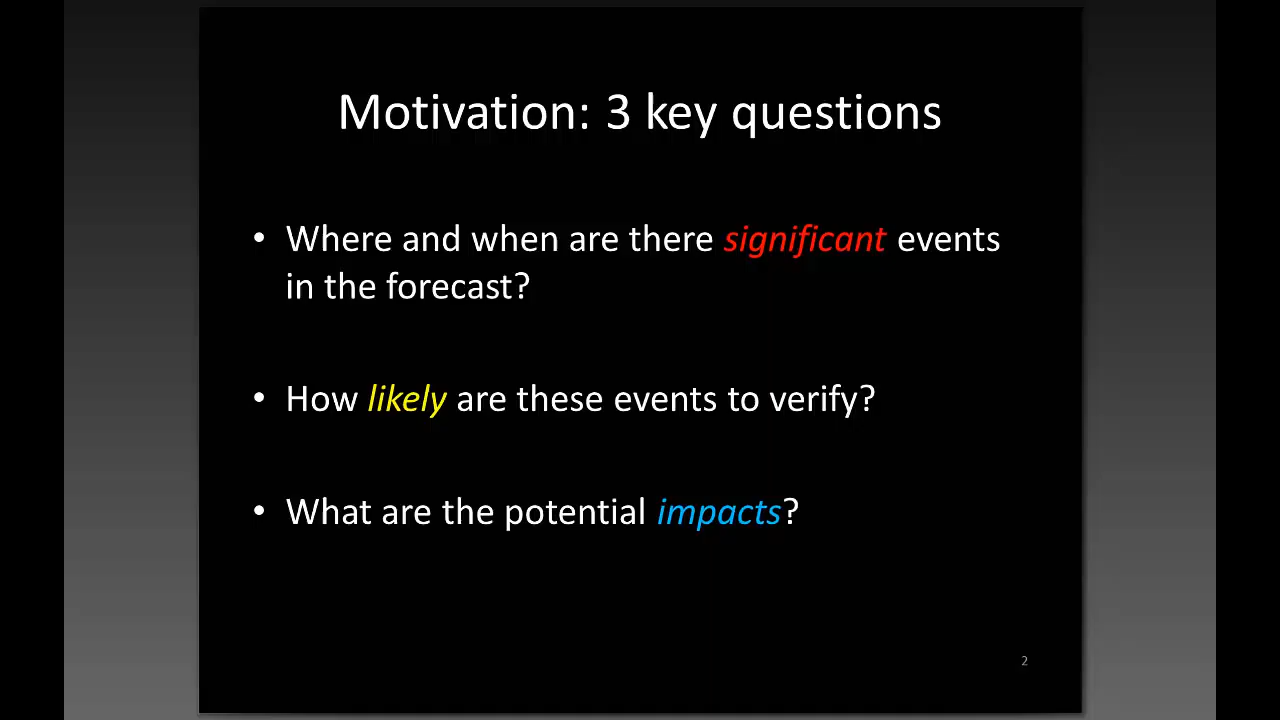 Motivation: 3 key questions
• Where and when are there significant events
in the forecast?
• How likely are these events to verify?
• What are the potential impacts?
2